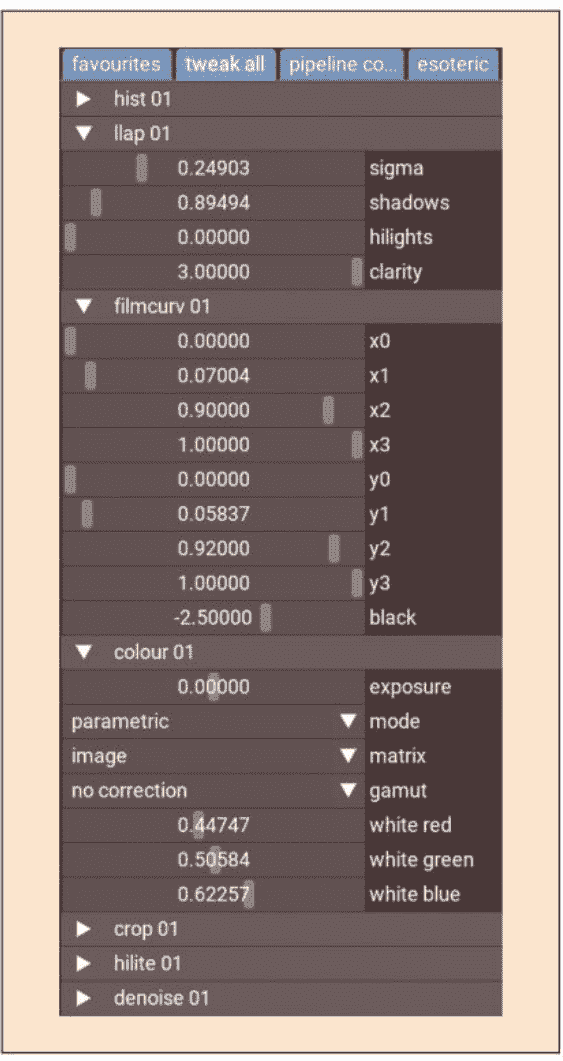 favourites tweak all pipeline co... esoteric
hist 01
llap 01
0.24903 sigma
0.89494 shadows
0.00000 hilights
3.00000 clarity
filmcurv 01
0.00000 x0
0.07004 x1
0.90000 x2
1.00000 x3
0.00000 y0
0.05837 y1
0.92000 y2
1.00000 y3
-2.50000 black
colour 01
0.00000 exposure
parametric mode
image matrix
no correction gamut
0.44747 white red
0.50584 white green
0.62257 white blue
crop 01
hilite 01
denoise 01